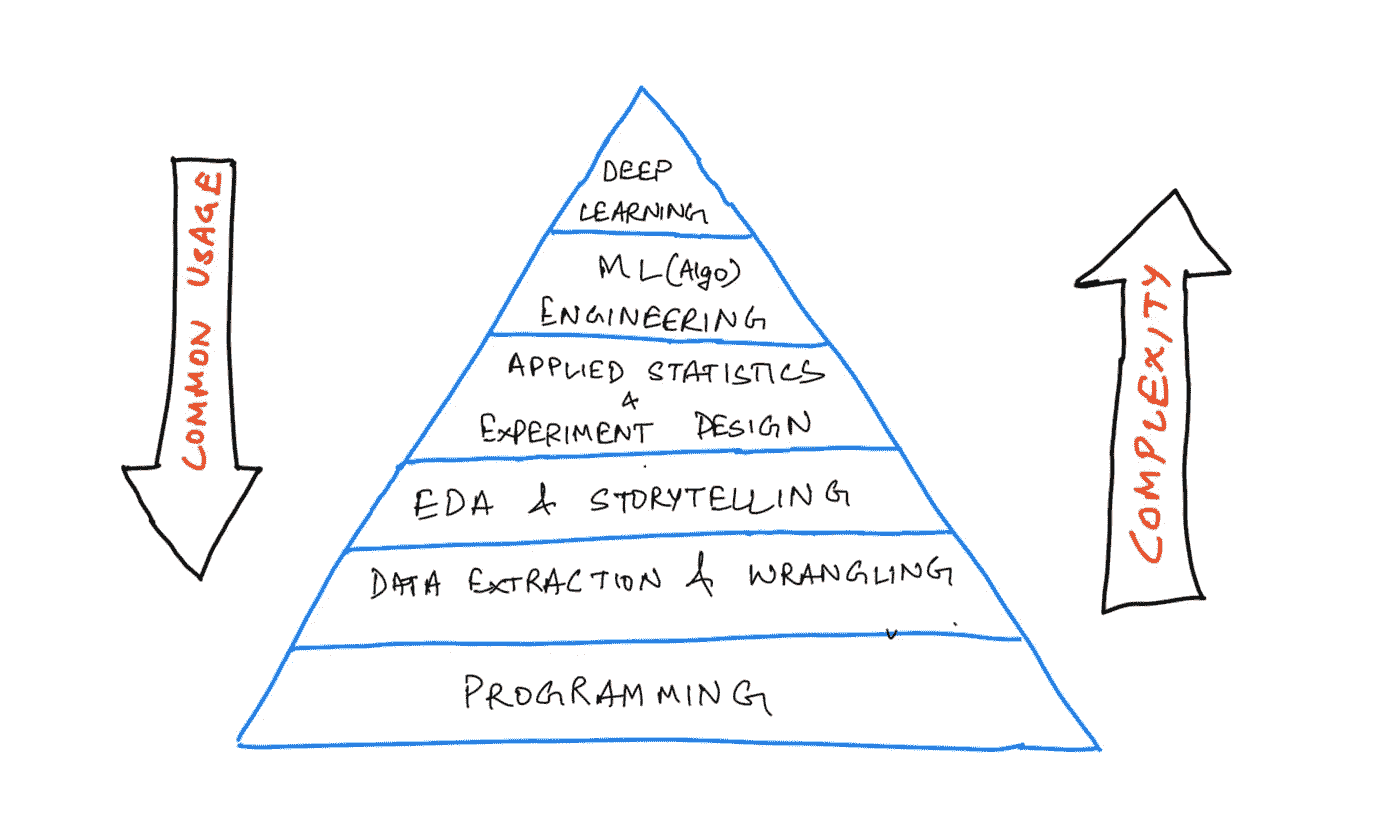 DEEP
LEARNING
ML(Algo)
ENGINEERING
APPLIED STATISTICS
&
EXPERIMENT DESIGN
EDA & STORYTELLING
DATA EXTRACTION & WRANGLING
PROGRAMMING
COMMON USAGE
COMPLEXITY